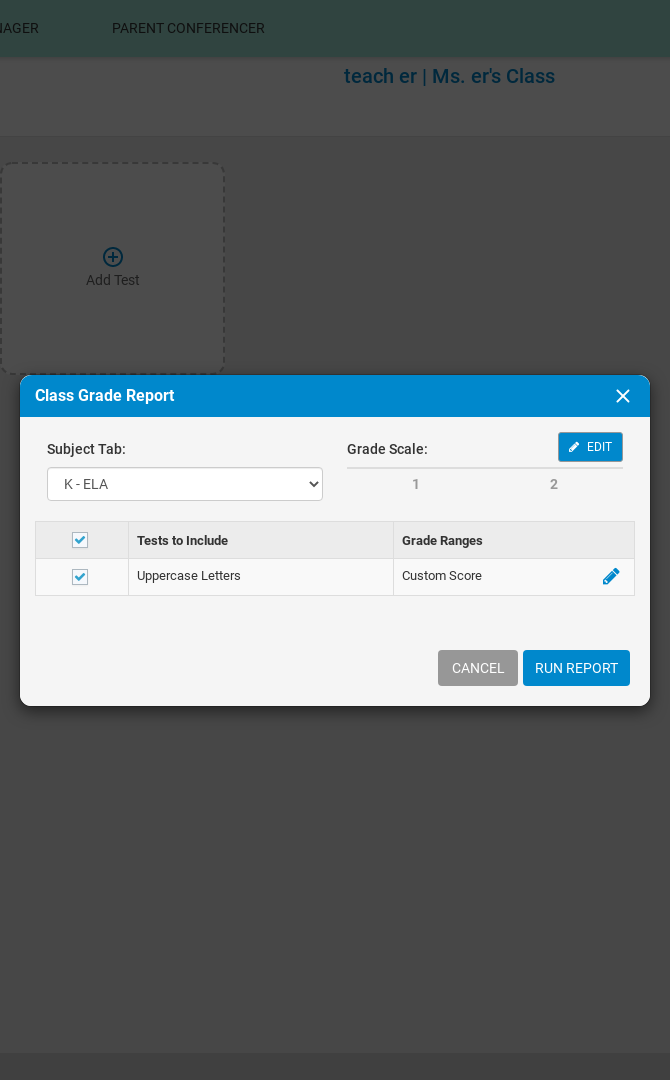 NAGER PARENT CONFERENCER
teach er | Ms. er's Class
Add Test
Class Grade Report
Subject Tab: Grade Scale: EDIT
K - ELA 1 2
Tests to Include Grade Ranges
Uppercase Letters Custom Score
CANCEL RUN REPORT